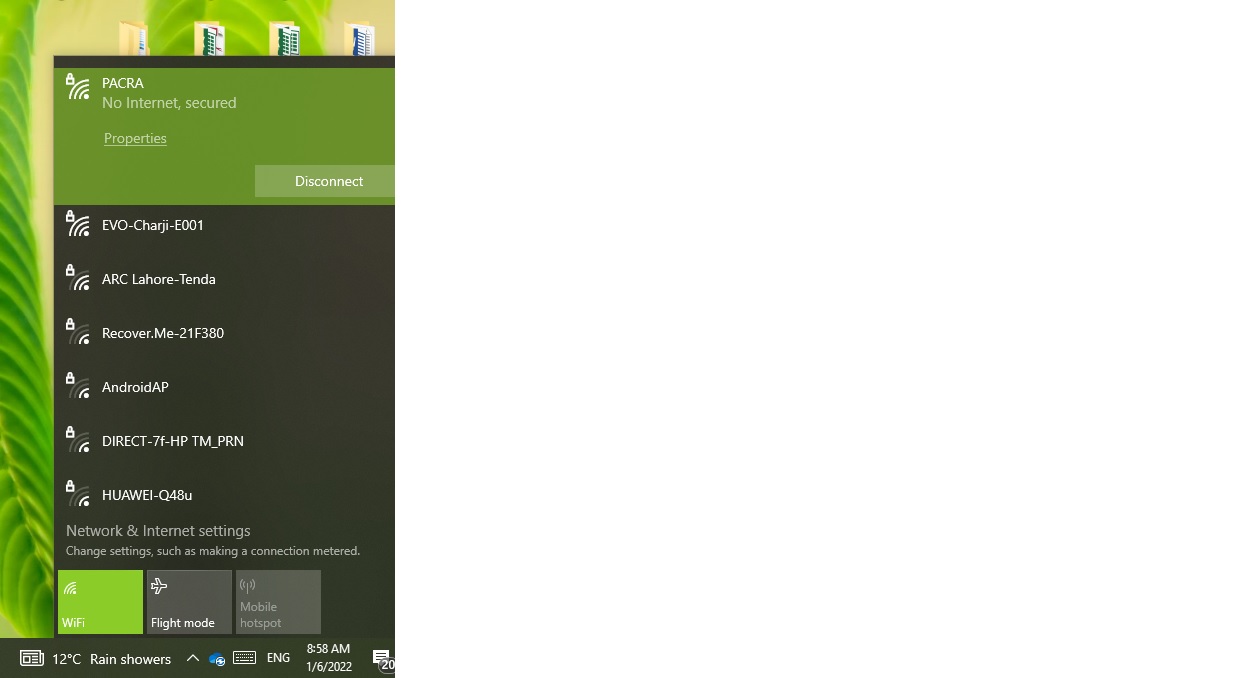 PACRA
No Internet, secured
Properties
Disconnect
EVO-Charji-E001
ARC Lahore-Tenda
Recover.Me-21F380
AndroidAP
DIRECT-7f-HP TM_PRN
HUAWEI-Q48u
Network & Internet settings
Change settings, such as making a connection metered.
WiFi
Flight mode
Mobile
hotspot
12°C Rain showers
ENG
8:58 AM
1/6/2022
20